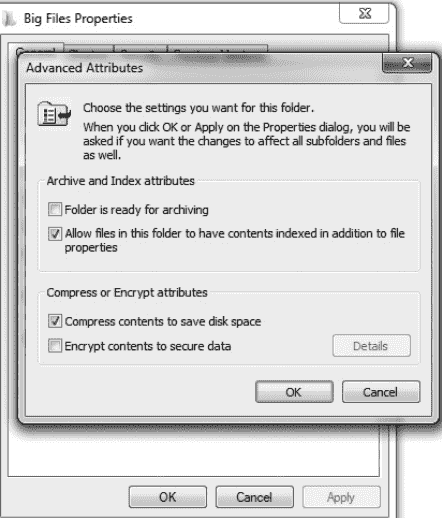 Big Files Properties
General
Advanced Attributes
Choose the settings you want for this folder.
When you click OK or Apply on the Properties dialog, you will be
asked if you want the changes to affect all subfolders and files
as well.
Archive and Index attributes
Folder is ready for archiving
Allow files in this folder to have contents indexed in addition to file
properties
Compress or Encrypt attributes
Compress contents to save disk space
Encrypt contents to secure data
Details
OK
Cancel
OK
Cancel
Apply